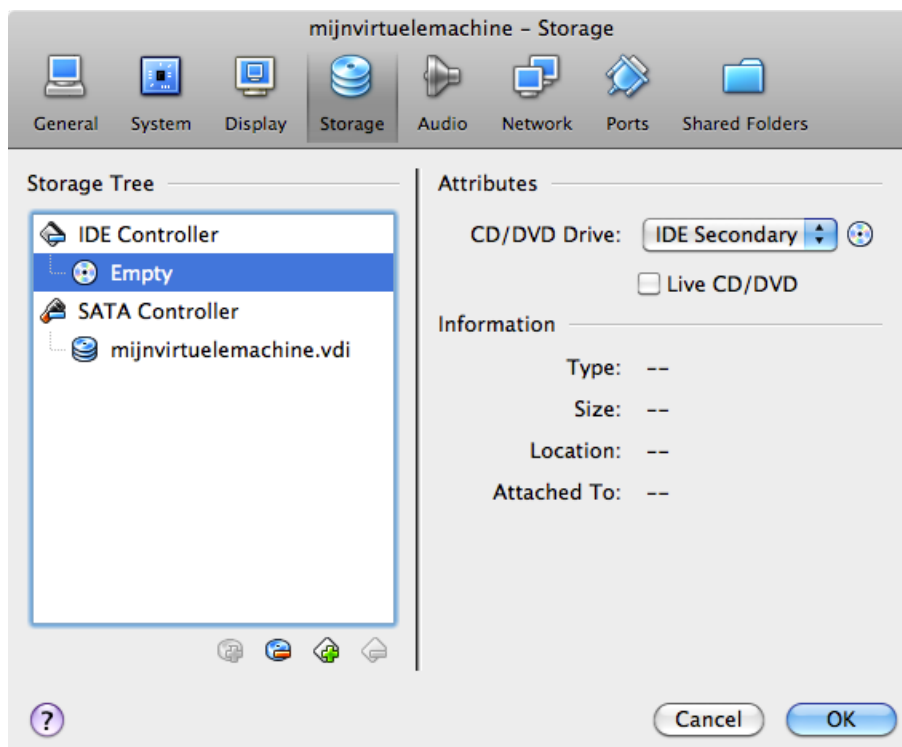 mijnvirtuelemachine – Storage
General System Display Storage Audio Network Ports Shared Folders
Storage Tree
IDE Controller
Empty
SATA Controller
mijnvirtuelemachine.vdi
Attributes
CD/DVD Drive: IDE Secondary
Live CD/DVD
Information
Type: --
Size: --
Location: --
Attached To: --
? Cancel OK